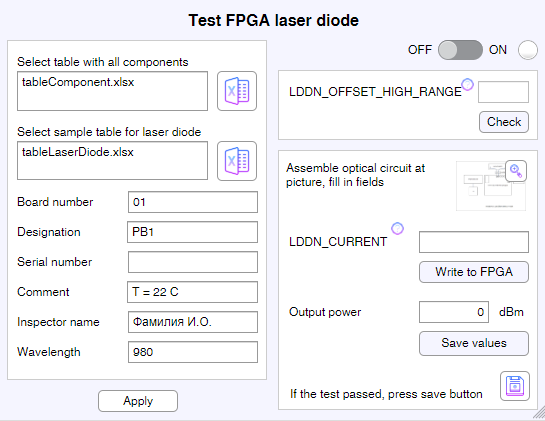 Test FPGA laser diode
OFF ON
Select table with all components
tableComponent.xlsx
Select sample table for laser diode
tableLaserDiode.xlsx
Board number 01
Designation PB1
Serial number
Comment T = 22 C
Inspector name Фамилия И.О.
Wavelength 980
Apply
LDDN_OFFSET_HIGH_RANGE
Check
Assemble optical circuit at
picture, fill in fields
LDDN_CURRENT
Write to FPGA
Output power 0 dBm
Save values
If the test passed, press save button